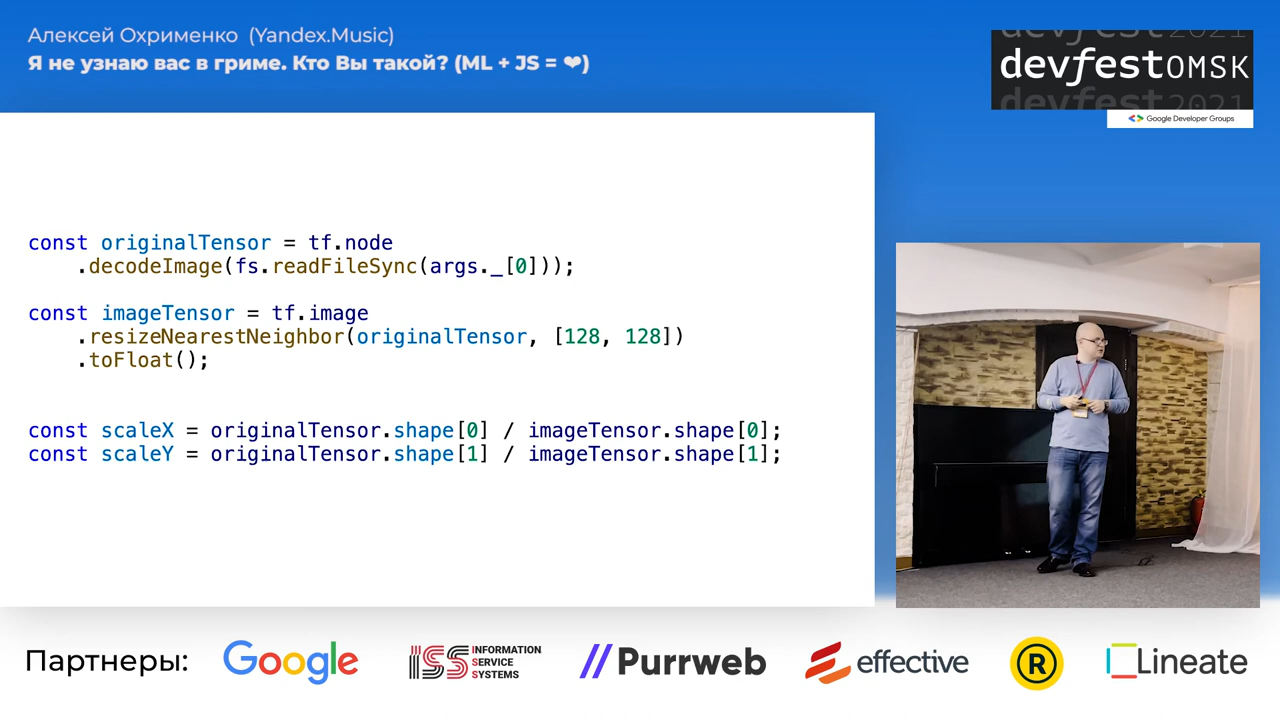 Алексей Охрименко (Yandex.Music)
Я не узнаю вас в гриме. Кто Вы такой? (ML + JS = ❤)
devfest2021
devfestOMSK
devfest2021
Google Developer Groups
const originalTensor = tf.node
    .decodeImage(fs.readFileSync(args._[0]));
const imageTensor = tf.image
    .resizeNearestNeighbor(originalTensor, [128, 128])
    .toFloat();
const scaleX = originalTensor.shape[0] / imageTensor.shape[0];
const scaleY = originalTensor.shape[1] / imageTensor.shape[1];
Партнеры:
Google
ISS INFORMATION
SERVICE
SYSTEMS
Purrweb
effective
R
Lineate